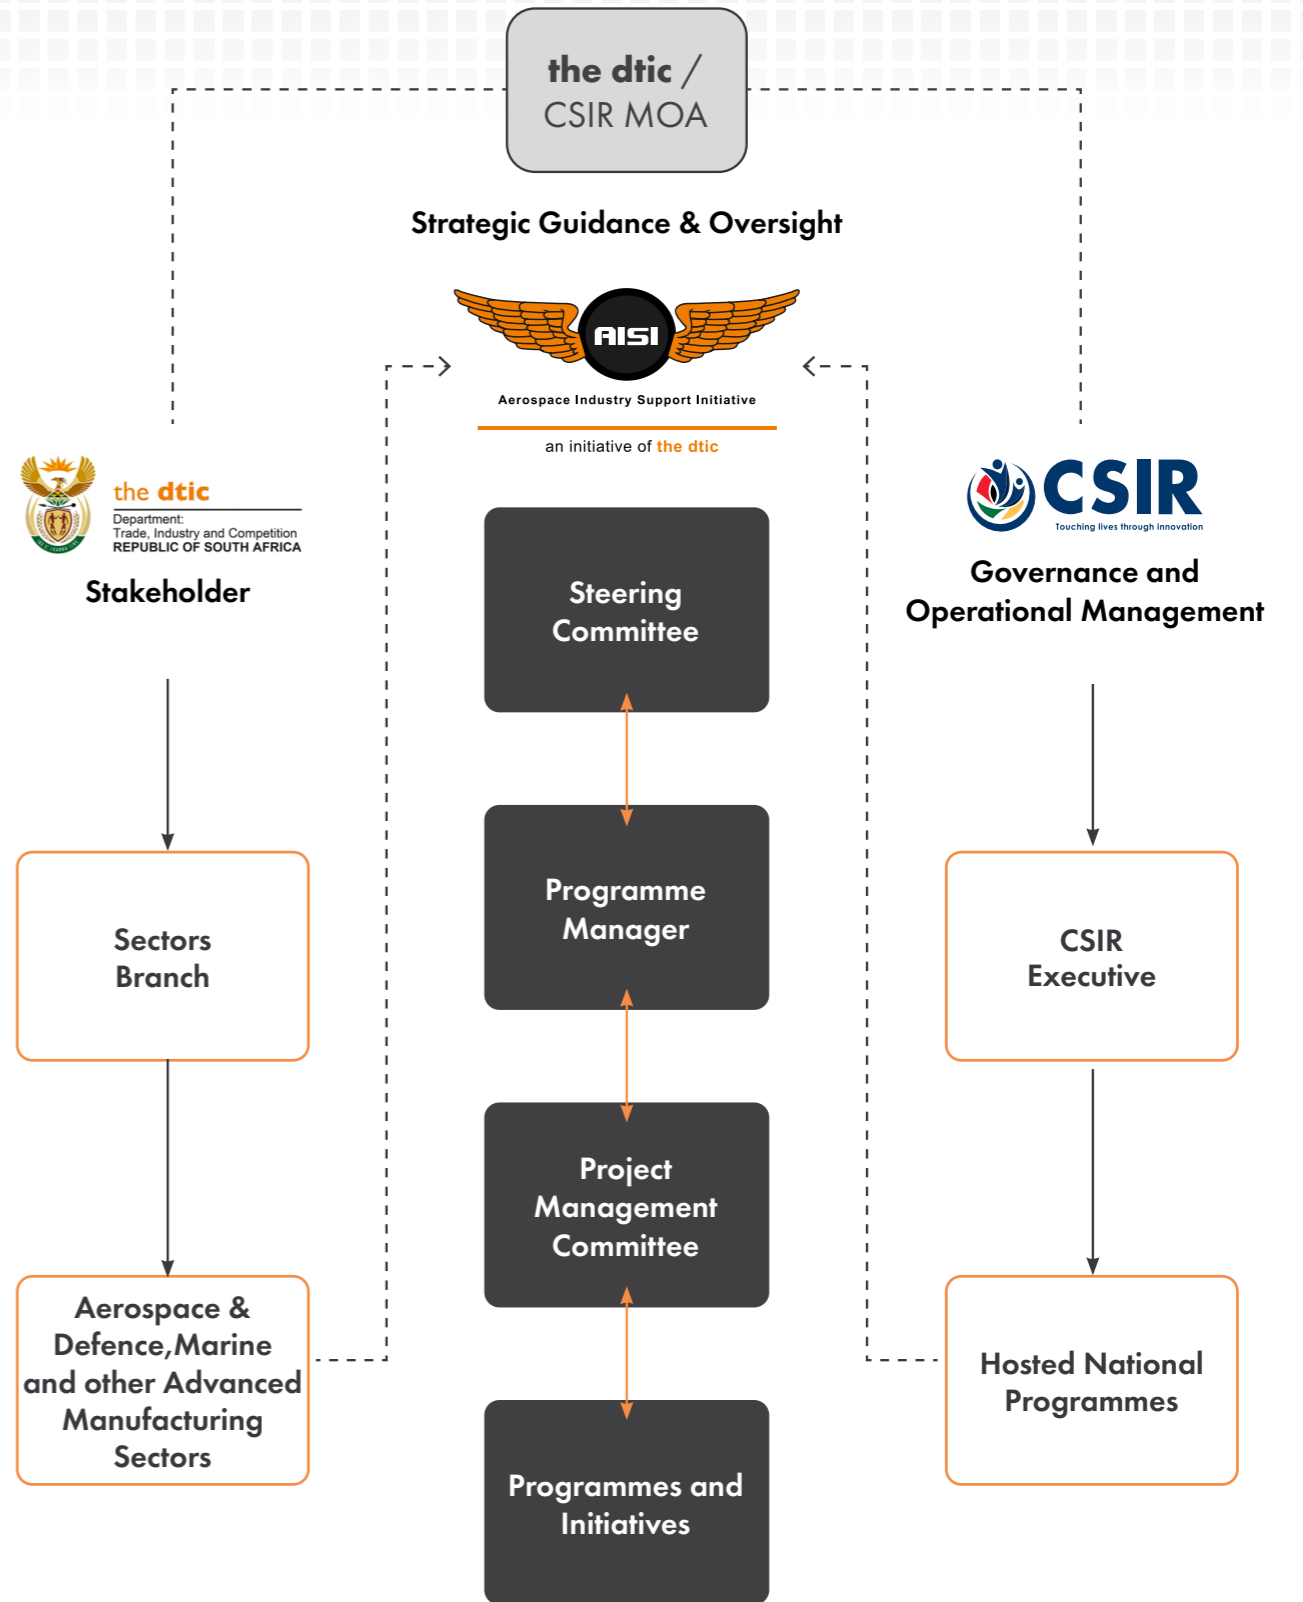 the dtic /
CSIR MOA
Strategic Guidance & Oversight
AISI
Aerospace Industry Support Initiative
an initiative of the dtic
the dtic
Department:
Trade, Industry and Competition
REPUBLIC OF SOUTH AFRICA
Stakeholder
CSIR
Touching lives through innovation
Governance and
Operational Management
Steering
Committee
Programme
Manager
Project
Management
Committee
Programmes and
Initiatives
Sectors
Branch
Aerospace &
Defence,Marine
and other Advanced
Manufacturing
Sectors
CSIR
Executive
Hosted National
Programmes